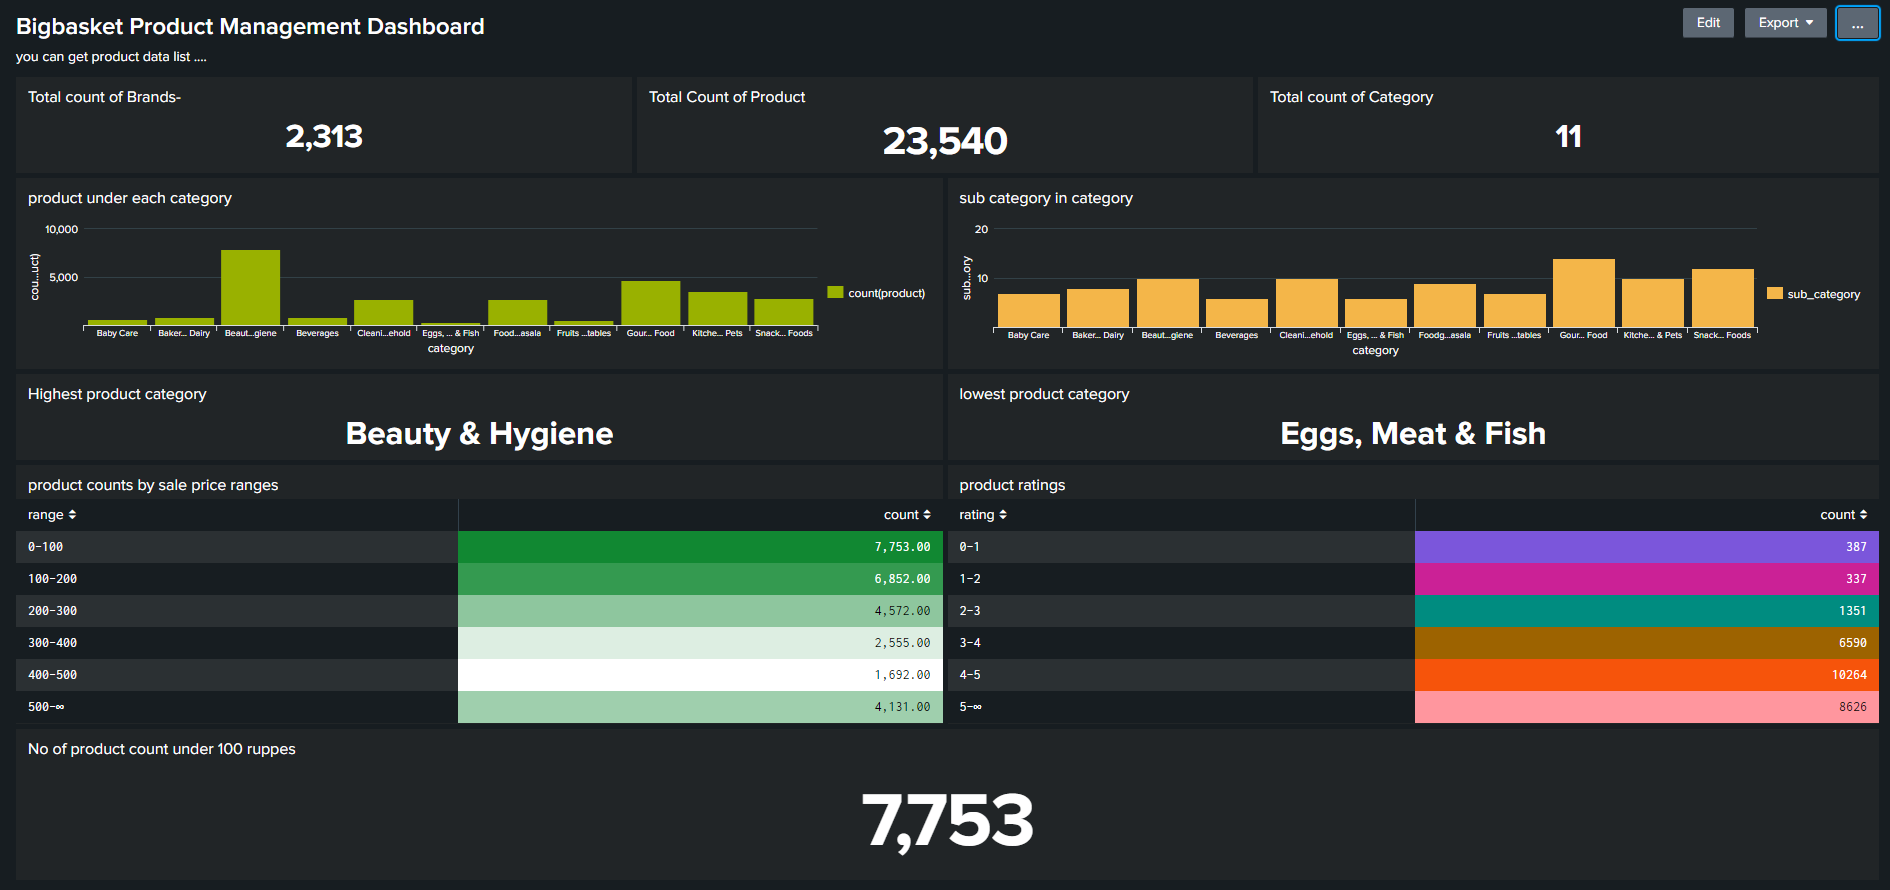 Bigbasket Product Management Dashboard
Edit
Export
...
you can get product data list ....
Total count of Brands-
2,313
Total Count of Product
23,540
Total count of Category
11
product under each category
cou...uct)
10,000
5,000
Baby Care
Baker... Dairy
Beaut...giene
Beverages
Cleani...ehold
Eggs, ... & Fish
Food...asala
Fruits ...tables
Gour... Food
Kitche... Pets
Snack... Foods
category
count(product)
sub category in category
sub...ory
20
10
Baby Care
Baker... Dairy
Beaut...giene
Beverages
Cleani...ehold
Eggs, ... & Fish
Foodg...asala
Fruits ...tables
Gour... Food
Kitche... & Pets
Snack... Foods
category
sub_category
Highest product category
Beauty & Hygiene
lowest product category
Eggs, Meat & Fish
product counts by sale price ranges
range count
0-100 7,753.00
100-200 6,852.00
200-300 4,572.00
300-400 2,555.00
400-500 1,692.00
500-∞ 4,131.00
product ratings
rating count
0-1 387
1-2 337
2-3 1351
3-4 6590
4-5 10264
5-∞ 8626
No of product count under 100 ruppes
7,753